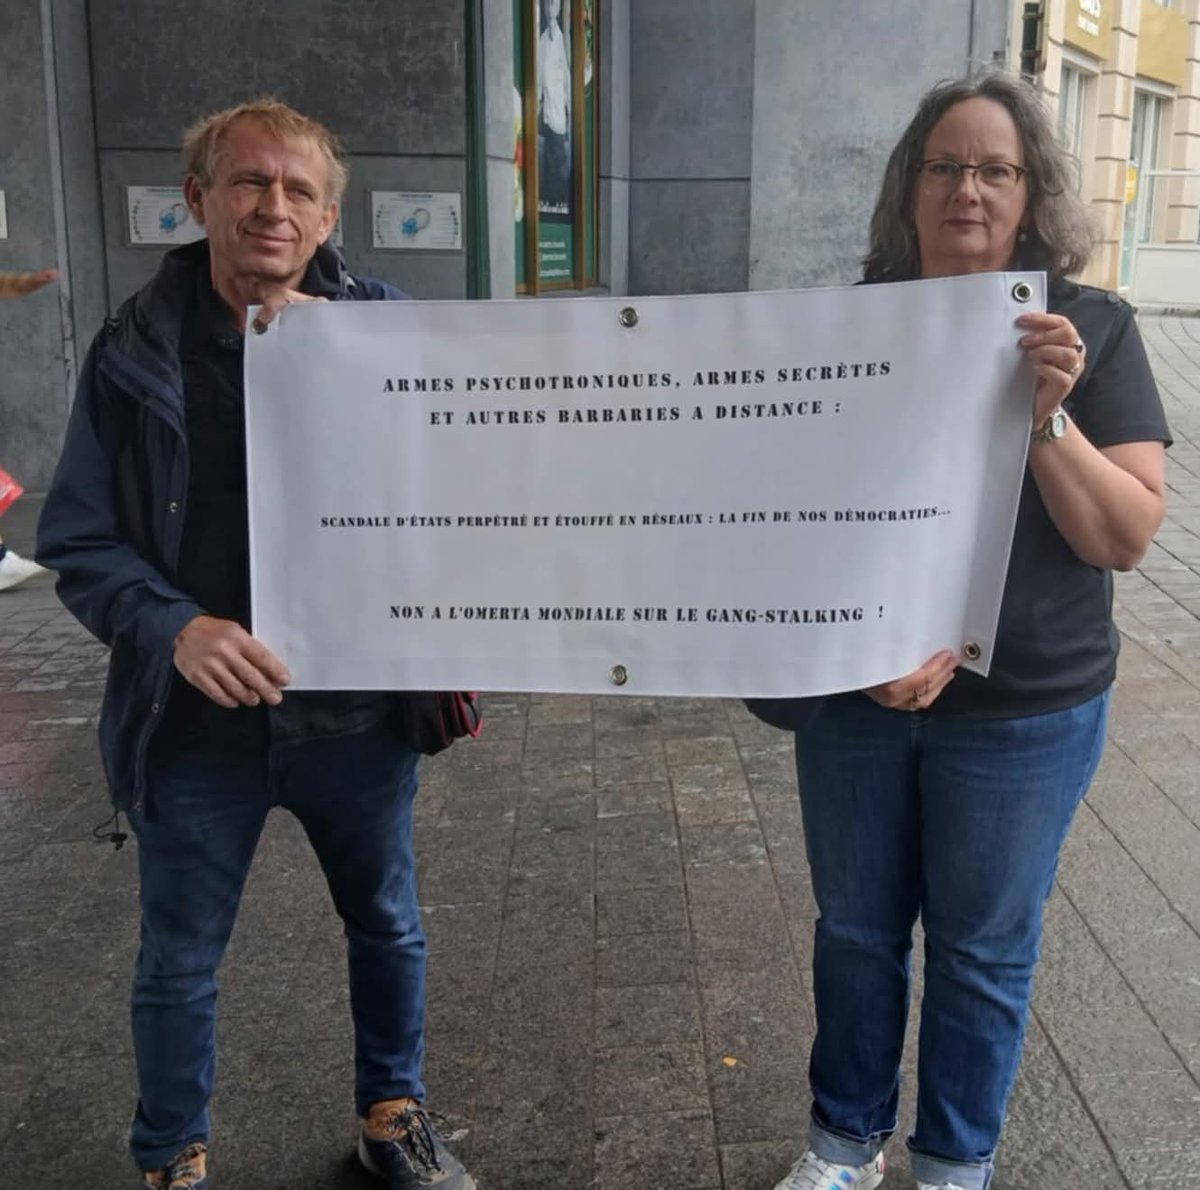 ARMES PSYCHOTRONIQUES, ARMES SECRÈTES
ET AUTRES BARBARIES A DISTANCE :
SCANDALE D'ÉTATS PERPÉTRÉ ET ÉTOUFFÉ EN RÉSEAUX : LA FIN DE NOS DÉMOCRATIES...
NON A L'OMERTA MONDIALE SUR LE GANG-STALKING !